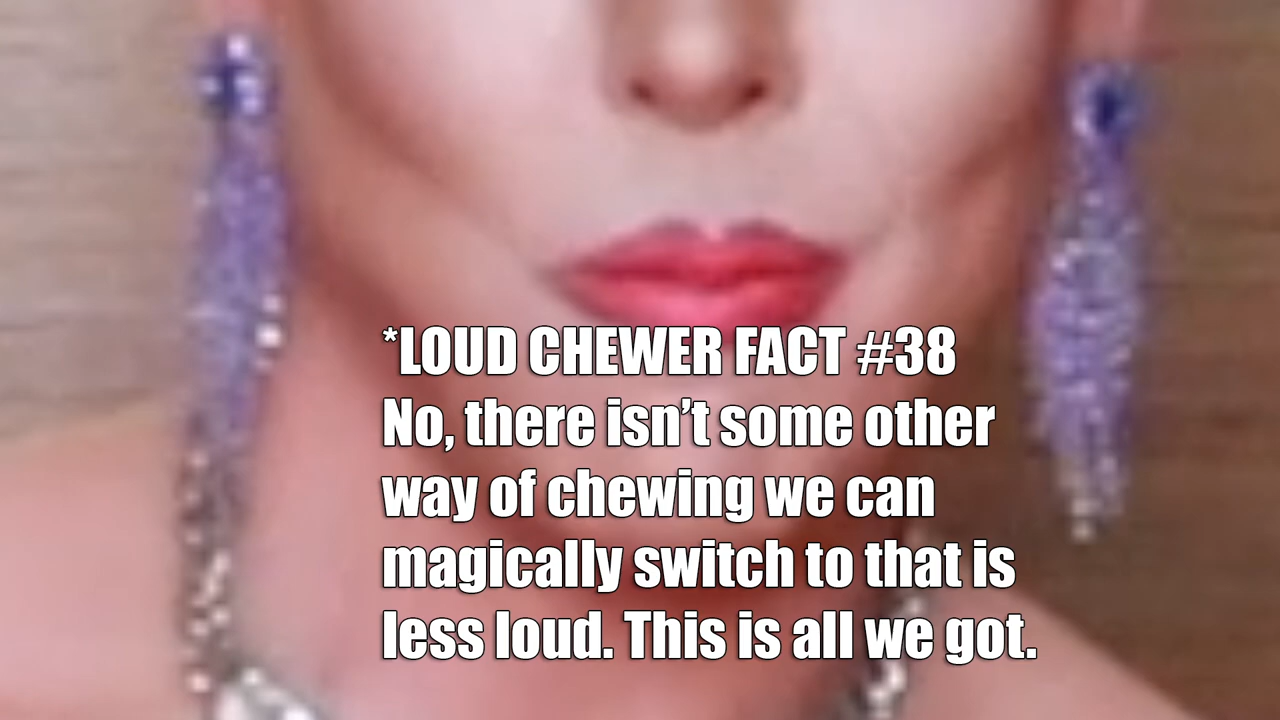 *LOUD CHEWER FACT #38
No, there isn’t some other
way of chewing we can
magically switch to that is
less loud. This is all we got.